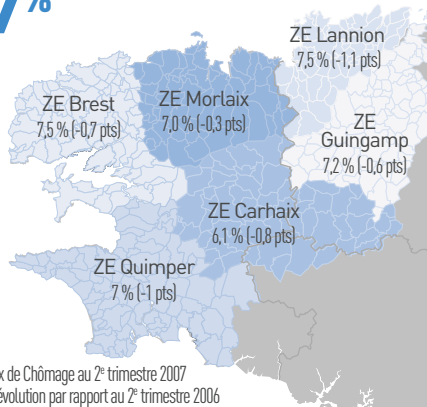 7%
ZE Lannion
7,5 % (-1,1 pts)
ZE Brest
7,5 % (-0,7 pts)
ZE Morlaix
7,0 % (-0,3 pts)
ZE
Guingamp
7,2 % (-0,6 pts)
ZE Carhaix
6,1 % (-0,8 pts)
ZE Quimper
7 % (-1 pts)
x de Chômage au 2e trimestre 2007
évolution par rapport au 2e trimestre 2006